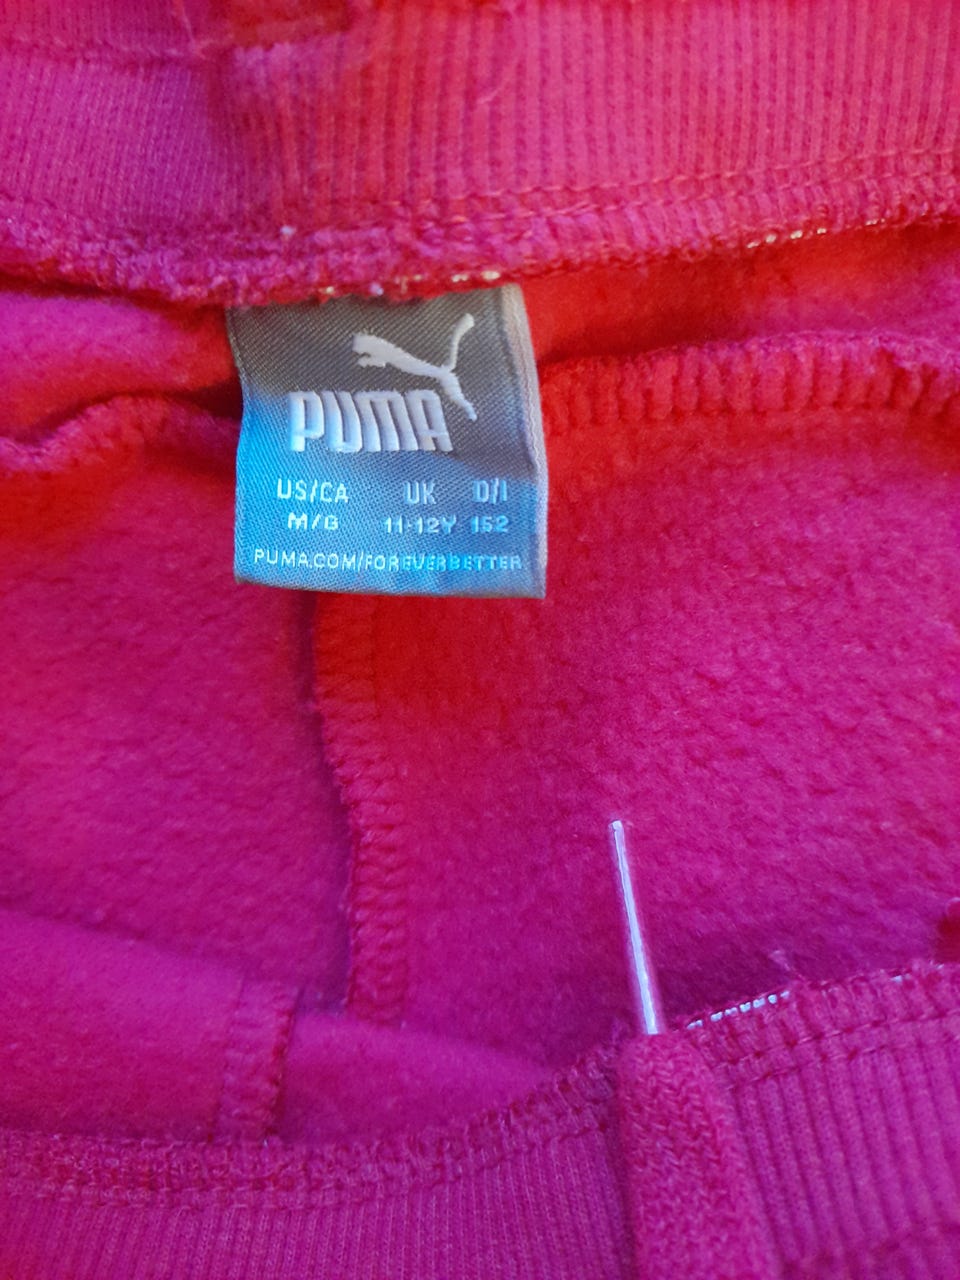 PUMA
US/CA UK D/I
M/G 11-12Y 152
PUMA.COM/FOREVERBETTER